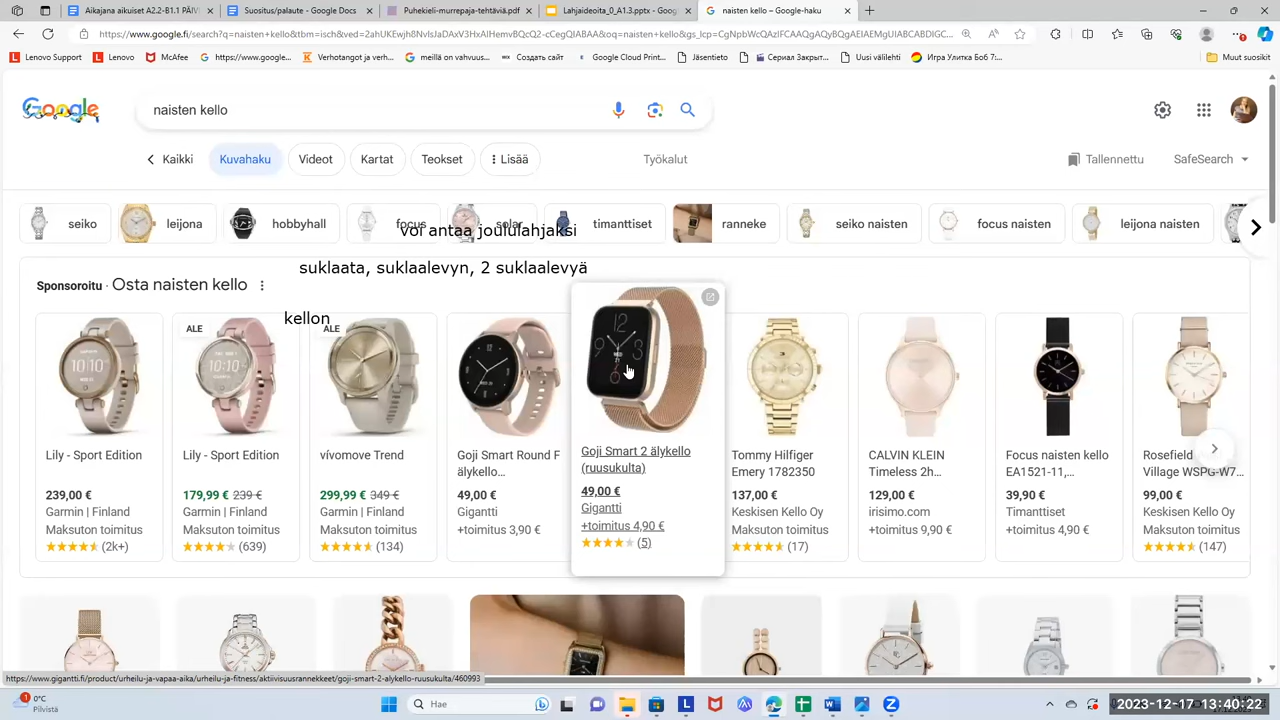 Aikajana aikuiset A2.2-B1.1 PÄIV
Suositus/palaute - Google Docs
Puhekieli-murrepaja-tehtäviä.pdf
Lahjaideoita_0_A1.3.pptx - Google
naisten kello – Google-haku
https://www.google.fi/search?q=naisten+kello&tbm=isch&ved=
Lenovo Support
Lenovo
McAfee
https://www.google...
Verhotangot ja verh...
meillä on vahvuus...
Создать сайт
Google Cloud Print...
Jäsentieto
Сериал Закрыт...
Uusi välilehti
Игра Улитка Боб 7:...
Muut suosikit
Google
naisten kello
Kaikki
Kuvahaku
Videot
Kartat
Teokset
Lisää
Työkalut
Tallennettu
SafeSearch
seiko
leijona
hobbyhall
focus
solar
timanttiset
ranneke
seiko naisten
focus naisten
leijona naisten
voi antaa joululahjaksi
suklaata, suklaalevyn, 2 suklaalevyä
kellon
Sponsoroitu · Osta naisten kello
ALE
ALE
Lily - Sport Edition
239,00 €
Garmin | Finland
Maksuton toimitus
(2k+)
Lily - Sport Edition
179,99 € 239 €
Garmin | Finland
Maksuton toimitus
(639)
vívomove Trend
299,99 € 349 €
Garmin | Finland
Maksuton toimitus
(134)
Goji Smart Round F
älykello...
49,00 €
Gigantti
+toimitus 3,90 €
Goji Smart 2 älykello
(ruusukulta)
49,00 €
Gigantti
+toimitus 4,90 €
(5)
Tommy Hilfiger
Emery 1782350
137,00 €
Keskisen Kello Oy
Maksuton toimitus
(17)
CALVIN KLEIN
Timeless 2h...
129,00 €
irisimo.com
+toimitus 9,90 €
Focus naisten kello
EA1521-11,...
39,90 €
Timanttiset
+toimitus 4,90 €
Rosefield
Village WSPG-W7...
99,00 €
Keskisen Kello Oy
Maksuton toimitus
(147)
https://www.gigantti.fi/product/urheilu-ja-vapaa-aika/urheilu-ja-fitness/aktiivisuusrannekkeet/goji-smart-2-alykello-ruusukulta/460993
0°C
Pilvistä
Hae
2023-12-17 13:40:22